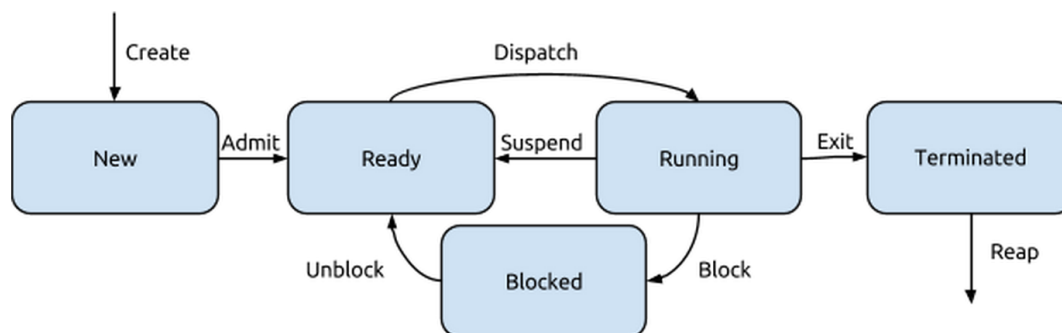 Create
Dispatch
New
Admit
Ready
Suspend
Running
Exit
Terminated
Unblock
Blocked
Block
Reap